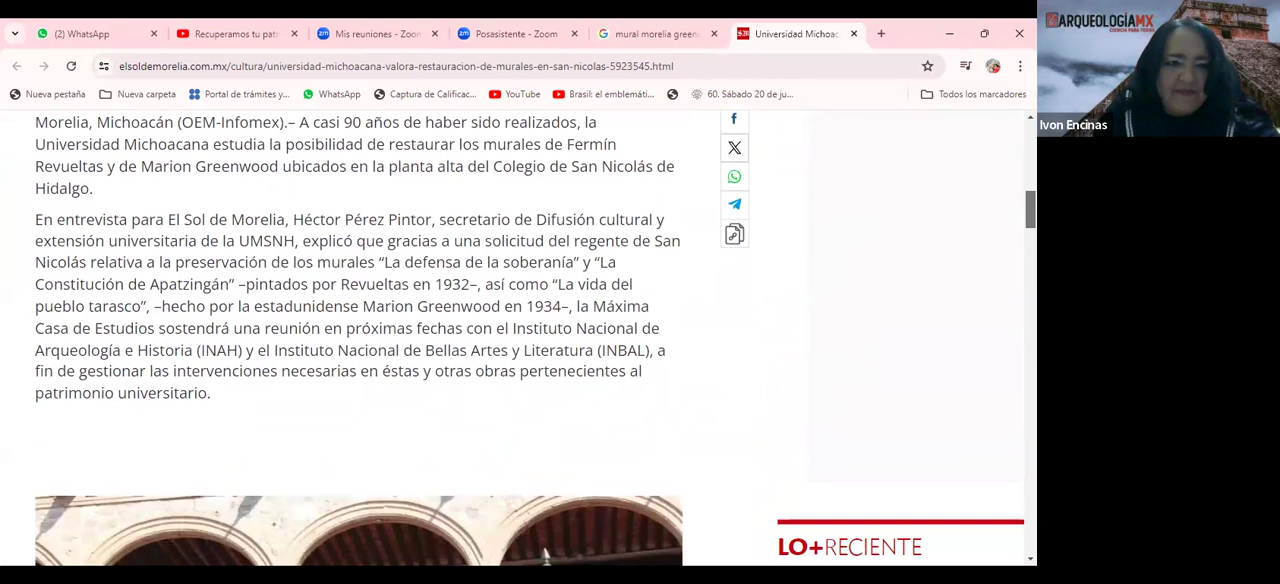 (2) WhatsApp
Recuperamos tu pat
Mis reuniones - Zoo
Posasistente - Zoom
mural morelia green
Universidad Michoac
elsoldemorelia.com.mx/cultura/universidad-michoacana-valora-restauracion-de-murales-en-san-nicolas-5923545.html
Nueva pestaña
Nueva carpeta
Portal de trámites y...
WhatsApp
Captura de Calificac...
YouTube
Brasil: el emblemáti...
60. Sábado 20 de ju...
Todos los marcadores
ARQUEOLOGÍAMX
CIENCIA PARA TODOS
Ivon Encinas
Morelia, Michoacán (OEM-Infomex).– A casi 90 años de haber sido realizados, la
Universidad Michoacana estudia la posibilidad de restaurar los murales de Fermín
Revueltas y de Marion Greenwood ubicados en la planta alta del Colegio de San Nicolás de
Hidalgo.
En entrevista para El Sol de Morelia, Héctor Pérez Pintor, secretario de Difusión cultural y
extensión universitaria de la UMSNH, explicó que gracias a una solicitud del regente de San
Nicolás relativa a la preservación de los murales “La defensa de la soberanía” y “La
Constitución de Apatzingán” –pintados por Revueltas en 1932–, así como “La vida del
pueblo tarasco”, –hecho por la estadunidense Marion Greenwood en 1934–, la Máxima
Casa de Estudios sostendrá una reunión en próximas fechas con el Instituto Nacional de
Arqueología e Historia (INAH) y el Instituto Nacional de Bellas Artes y Literatura (INBAL), a
fin de gestionar las intervenciones necesarias en éstas y otras obras pertenecientes al
patrimonio universitario.
LO+RECIENTE